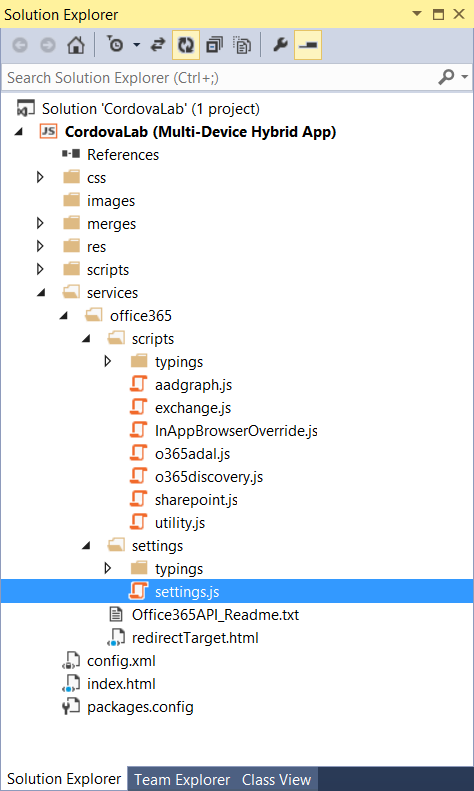 Solution Explorer
Search Solution Explorer (Ctrl+;)
Solution 'CordovaLab' (1 project)
JS CordovaLab (Multi-Device Hybrid App)
References
css
images
merges
res
scripts
services
office365
scripts
typings
aadgraph.js
exchange.js
InAppBrowserOverride.js
o365adal.js
o365discovery.js
sharepoint.js
utility.js
settings
typings
settings.js
Office365API_Readme.txt
redirectTarget.html
config.xml
index.html
packages.config
Solution Explorer Team Explorer Class View